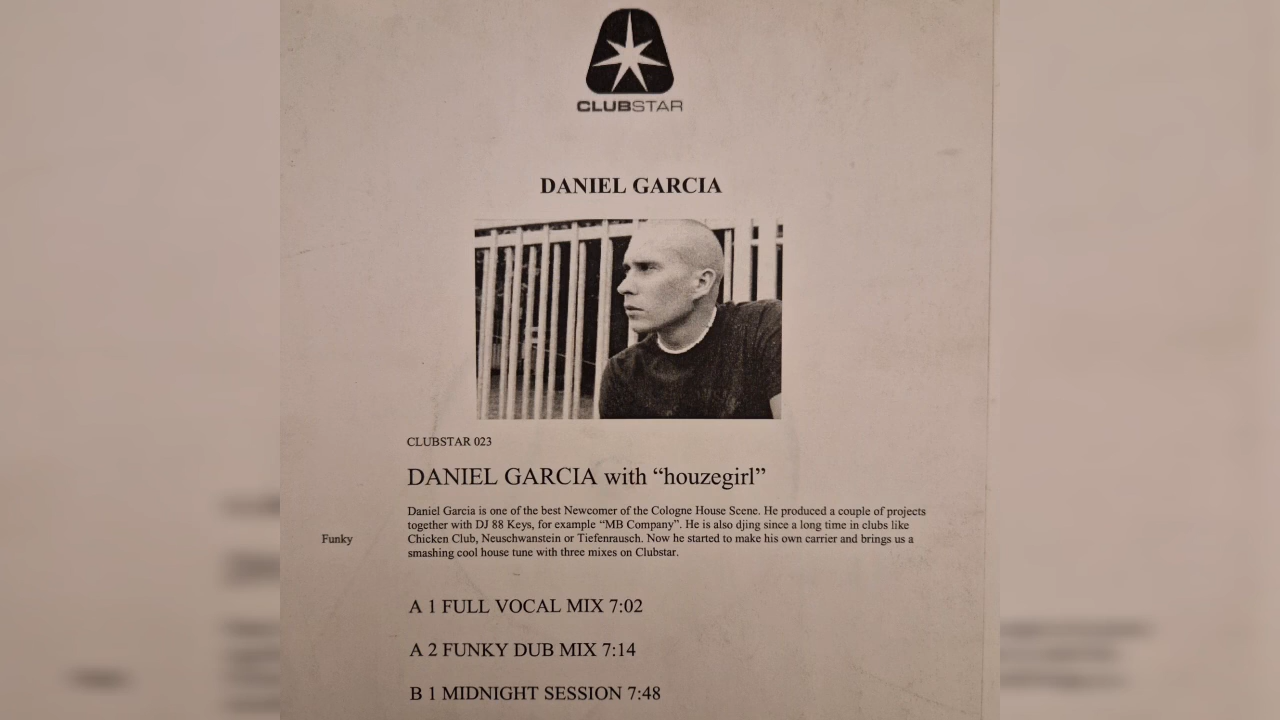 CLUBSTAR
DANIEL GARCIA
CLUBSTAR 023
DANIEL GARCIA with “houzegirl”
Daniel Garcia is one of the best Newcomer of the Cologne House Scene. He produced a couple of projects
together with DJ 88 Keys, for example “MB Company”. He is also djing since a long time in clubs like
Funky
Chicken Club, Neuschwanstein or Tiefenrausch. Now he started to make his own carrier and brings us a
smashing cool house tune with three mixes on Clubstar.
A 1 FULL VOCAL MIX 7:02
A 2 FUNKY DUB MIX 7:14
B 1 MIDNIGHT SESSION 7:48